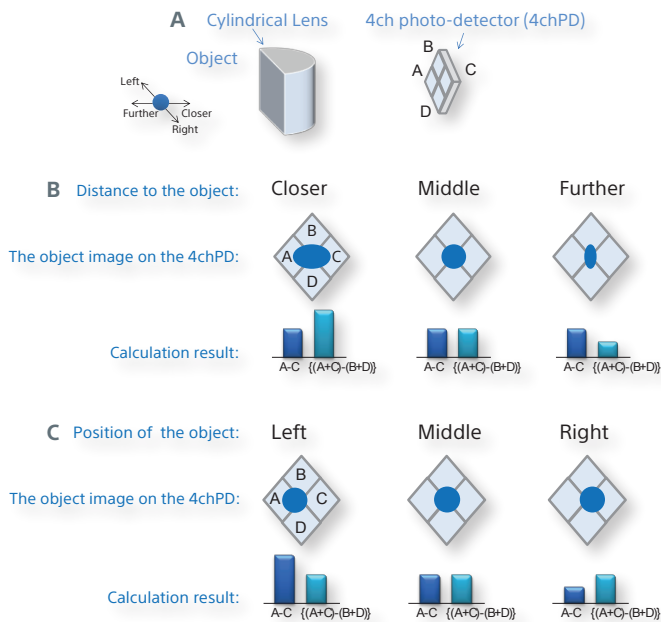 A Cylindrical Lens 4ch photo-detector (4chPD)
Object
B
A C
D
Left
Further Closer
Right
B Distance to the object: Closer Middle Further
The object image on the 4chPD:
B
A C
D
Calculation result:
A-C {(A+C)-(B+D)} A-C {(A+C)-(B+D)} A-C {(A+C)-(B+D)}
C Position of the object: Left Middle Right
The object image on the 4chPD:
B
A C
D
Calculation result:
A-C {(A+C)-(B+D)} A-C {(A+C)-(B+D)} A-C {(A+C)-(B+D)}